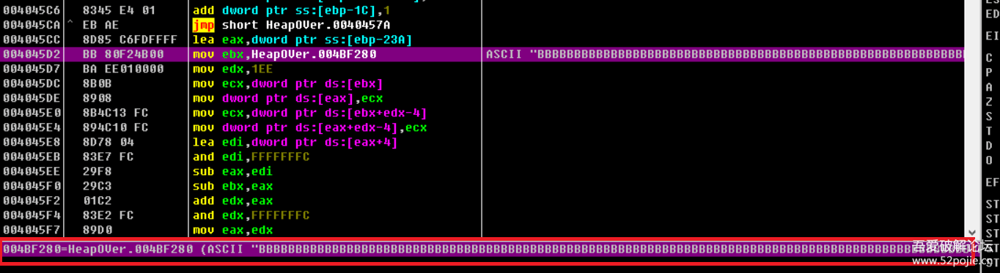 004045C6 8345 E4 01 add dword ptr ss:[ebp-1C],1
004045CA ^ EB AE jmp short HeapOVer.0040457A
004045CC 8D85 C6FDFFFF lea eax,dword ptr ss:[ebp-23A]
004045D2 BB 80F24B00 mov ebx,HeapOVer.004BF280 ASCII "BBBBBBBBBBBBBBBBBBBBBBBBBBBBBBBBBBBBBBBBBBBBBBBBBBBBBBBBBBBBBBBBBBBBBB
004045D7 BA EE010000 mov edx,1EE
004045DC 8B0B mov ecx,dword ptr ds:[ebx]
004045DE 8908 mov dword ptr ds:[eax],ecx
004045E0 8B4C13 FC mov ecx,dword ptr ds:[ebx+edx-4]
004045E4 894C10 FC mov dword ptr ds:[eax+edx-4],ecx
004045E8 8D78 04 lea edi,dword ptr ds:[eax+4]
004045EB 83E7 FC and edi,FFFFFFFC
004045EE 29F8 sub eax,edi
004045F0 29C3 sub ebx,eax
004045F2 01C2 add edx,eax
004045F4 83E2 FC and edx,FFFFFFFC
004045F7 89D0 mov eax,edx
004BF280=HeapOVer.004BF280 (ASCII "BBBBBBBBBBBBBBBBBBBBBBBBBBBBBBBBBBBBBBBBBBBBBBBBBBBBBBBBBBBBBBBBBBBBBBBBBBBBBBBBBBBBBBBBBBBBBBBBBB
ED
EI
C
P
A
Z
S
T
D
O
EF
ST
ST
ST
ST
ST
吾爱破解论坛
www.52pojie.cn